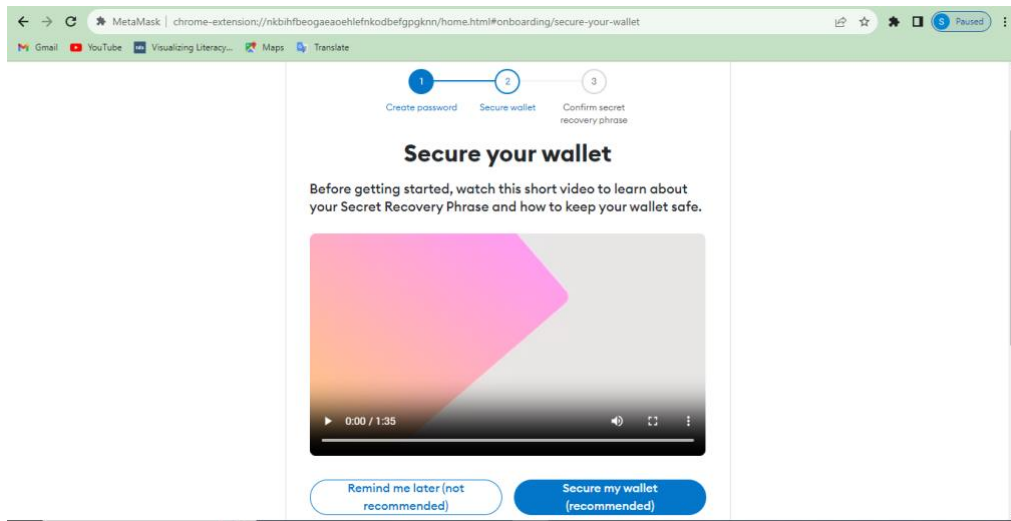 MetaMask | chrome-extension://nkbihfbeogaeaoehlefnkodbefgpgknn/home.html#onboarding/secure-your-wallet
S Paused
Gmail YouTube Visualizing Literacy... Maps Translate
1 2 3
Create password Secure wallet Confirm secret
recovery phrase
Secure your wallet
Before getting started, watch this short video to learn about
your Secret Recovery Phrase and how to keep your wallet safe.
0:00 / 1:35
Remind me later (not
recommended)
Secure my wallet
(recommended)